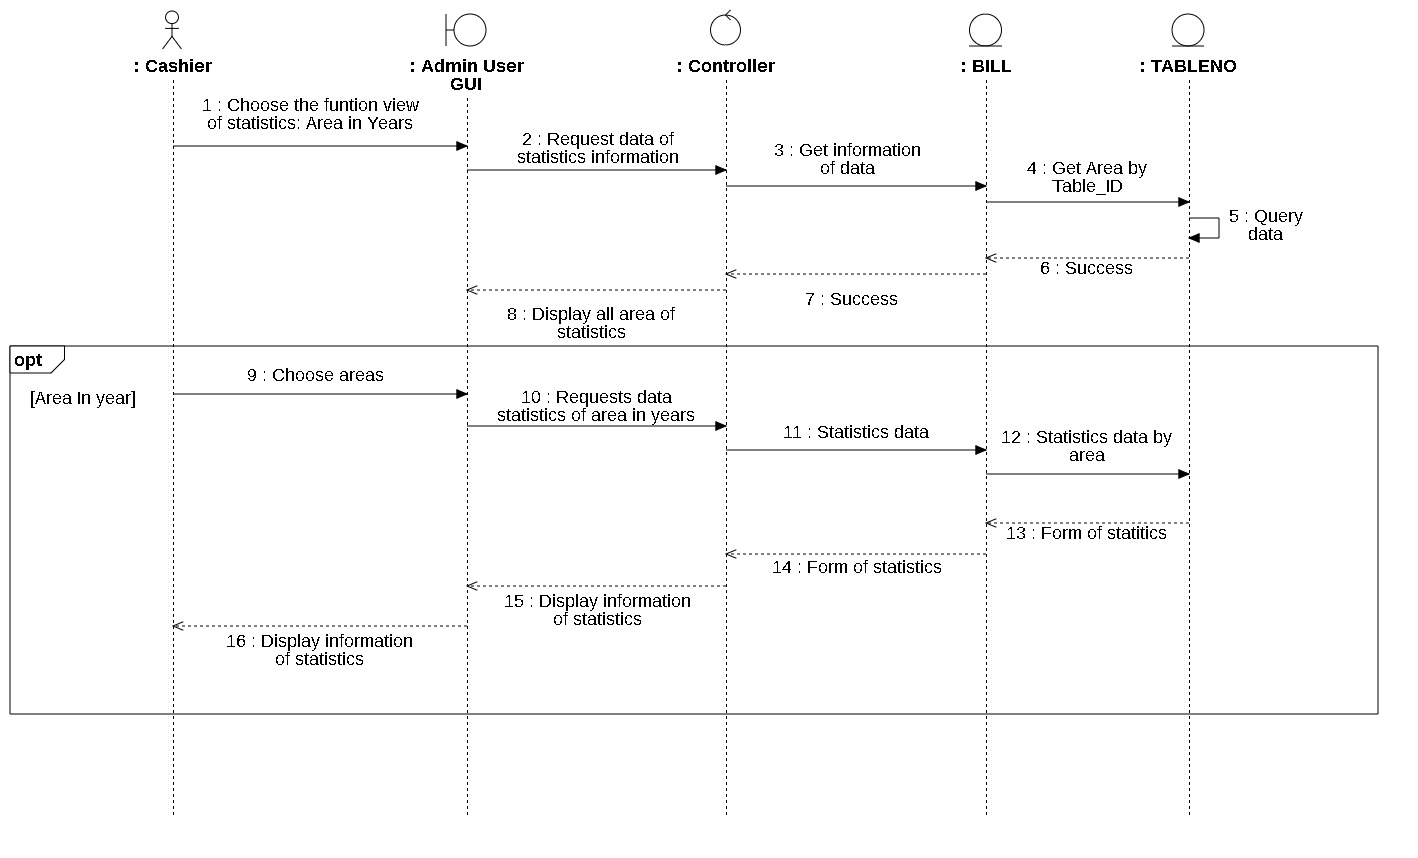 : Cashier
: Admin User
GUI
: Controller
: BILL
: TABLENO
1 : Choose the funtion view
of statistics: Area in Years
2 : Request data of
statistics information
3 : Get information
of data
4 : Get Area by
Table_ID
5 : Query
data
6 : Success
7 : Success
8 : Display all area of
statistics
opt
[Area In year]
9 : Choose areas
10 : Requests data
statistics of area in years
11 : Statistics data
12 : Statistics data by
area
13 : Form of statitics
14 : Form of statistics
15 : Display information
of statistics
16 : Display information
of statistics